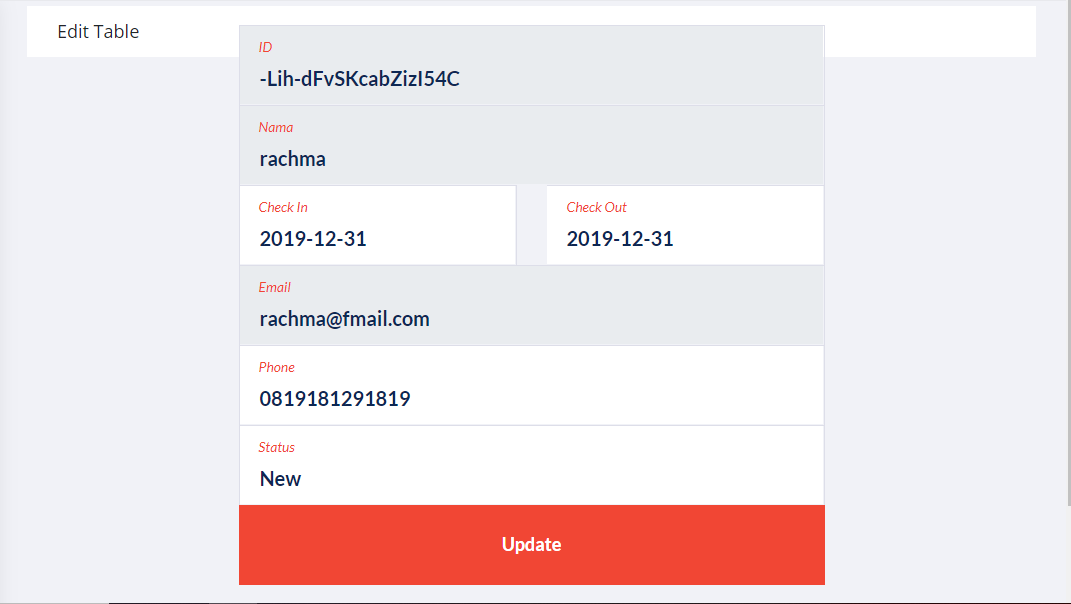 Edit Table
ID
-Lih-dFvSKcabZizI54C
Nama
rachma
Check In
Check Out
2019-12-31
2019-12-31
Email
rachma@fmail.com
Phone
0819181291819
Status
New
Update